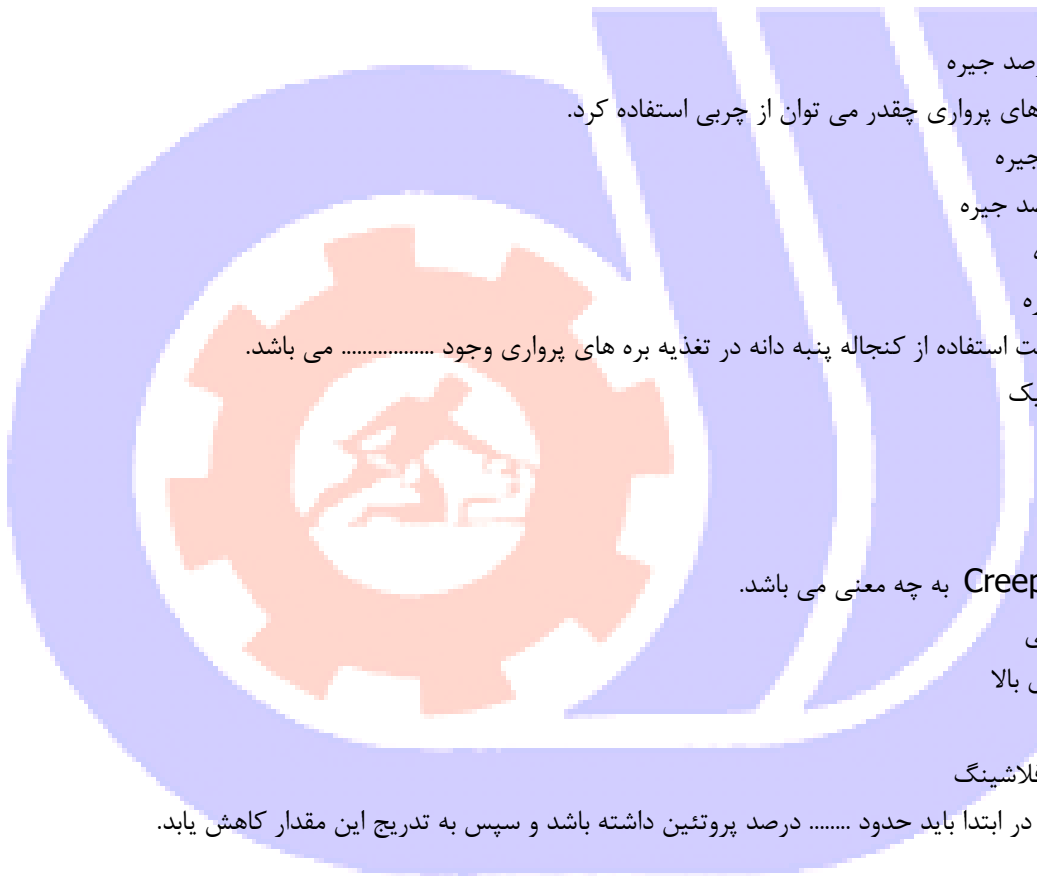 صد جیره
های پرواری چقدر می توان از چربی استفاده کرد.
جیره
صد جیره
ره
ت استفاده از کنجاله پنبه دانه در تغذیه بره های پرواری وجود .................. می باشد.
یک
Creep به چه معنی می باشد.
ی
بالا
فلاشینگ
در ابتدا باید حدود ........ درصد پروتئین داشته باشد و سپس به تدریج این مقدار کاهش یابد.